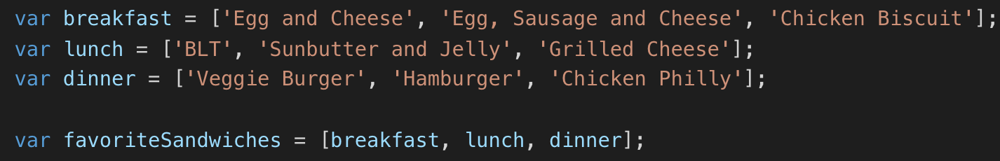 var breakfast = ['Egg and Cheese', 'Egg, Sausage and Cheese', 'Chicken Biscuit'];
var lunch = ['BLT', 'Sunbutter and Jelly', 'Grilled Cheese'];
var dinner = ['Veggie Burger', 'Hamburger', 'Chicken Philly'];
var favoriteSandwiches = [breakfast, lunch, dinner];